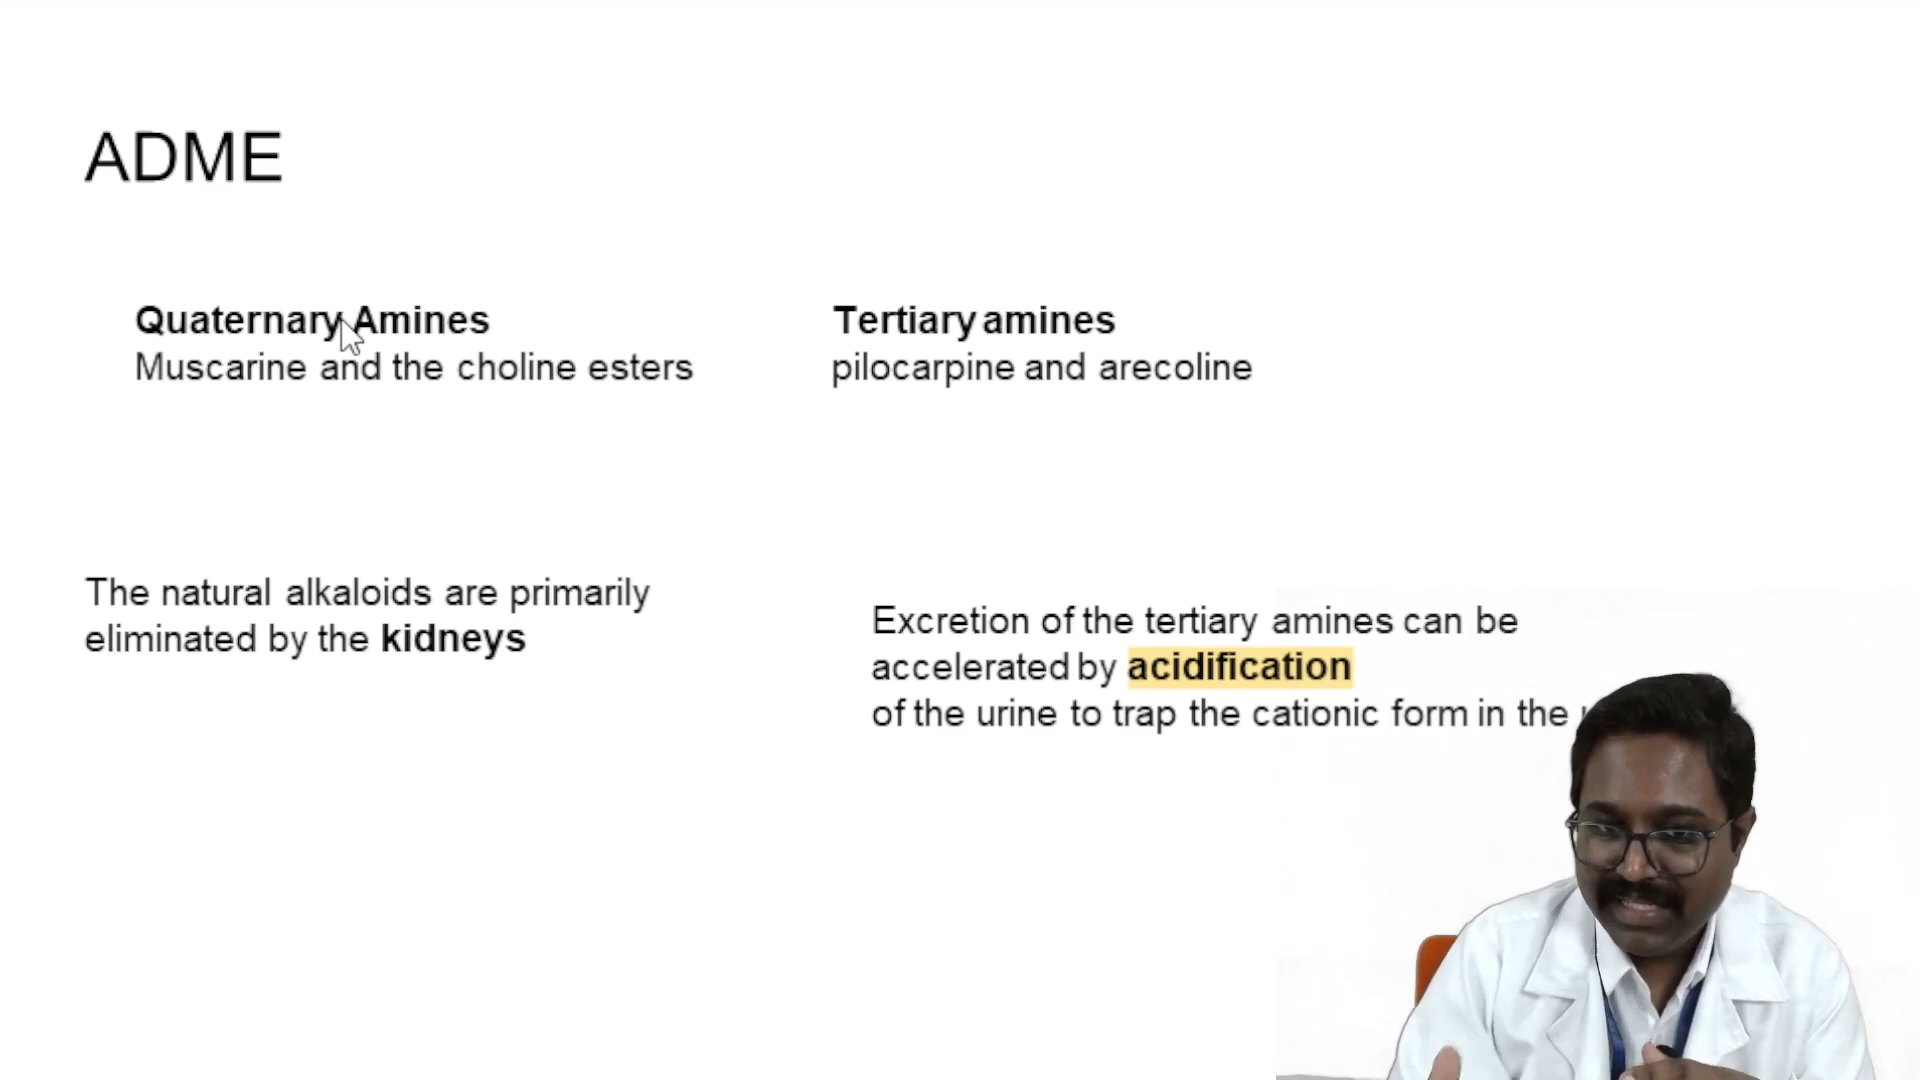 ADME
Quaternary Amines
Muscarine and the choline esters
Tertiary amines
pilocarpine and arecoline
The natural alkaloids are primarily
eliminated by the kidneys
Excretion of the tertiary amines can be
accelerated by acidification
of the urine to trap the cationic form in the